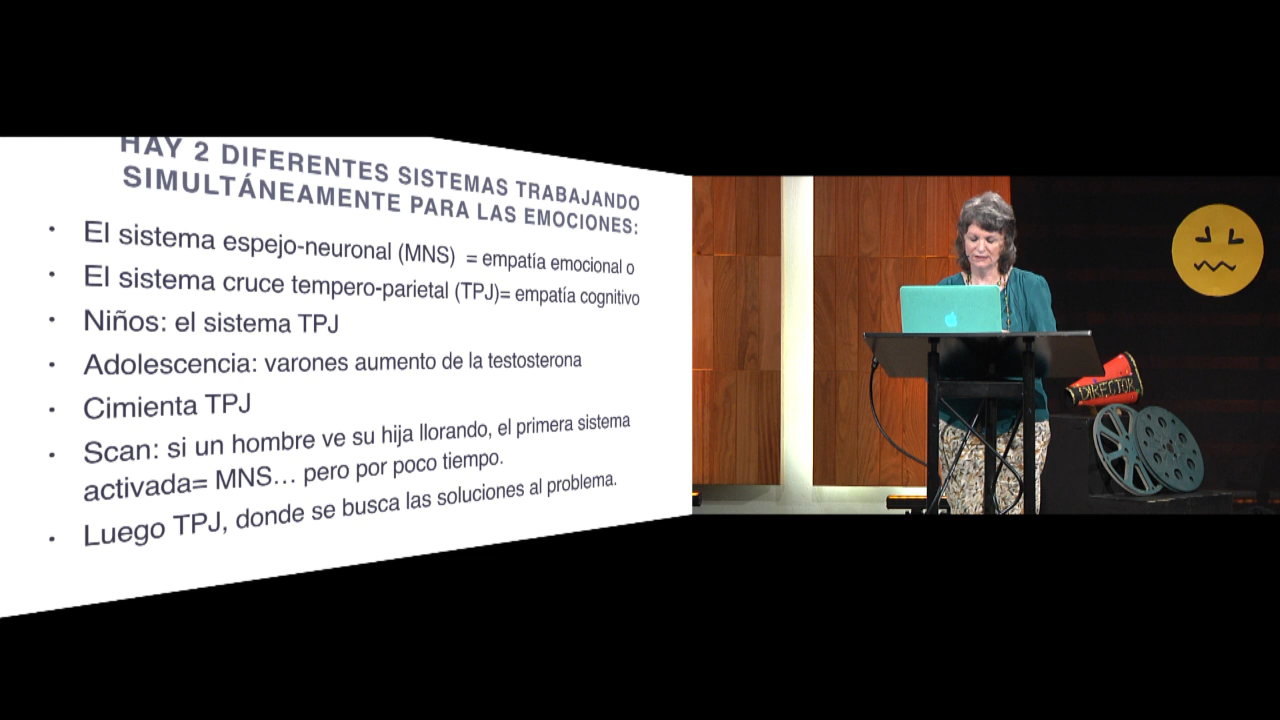 HAY 2 DIFERENTES SISTEMAS TRABAJANDO
SIMULTÁNEAMENTE PARA LAS EMOCIONES:
• El sistema espejo-neuronal (MNS) = empatía emocional o
• El sistema cruce tempero-parietal (TPJ)= empatía cognitivo
• Niños: el sistema TPJ
• Adolescencia: varones aumento de la testosterona
• Cimienta TPJ
• Scan: si un hombre ve su hija llorando, el primera sistema
activada= MNS... pero por poco tiempo.
• Luego TPJ, donde se busca las soluciones al problema.
DIRECTOR